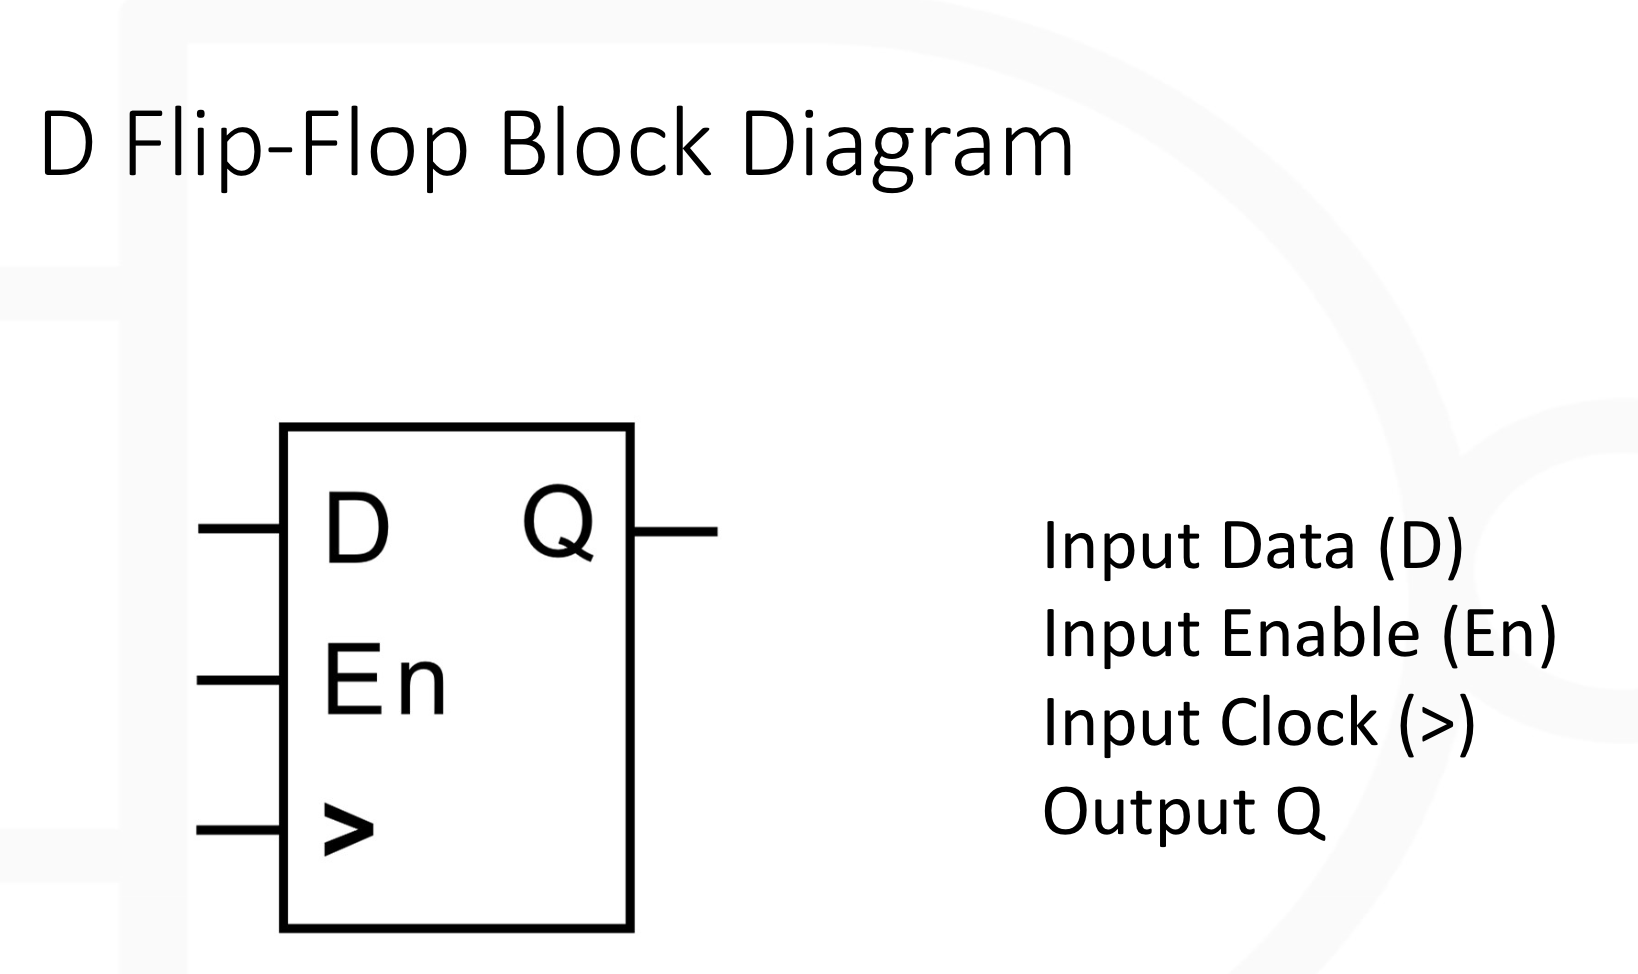 D Flip-Flop Block Diagram
D Q
En
>
Input Data (D)
Input Enable (En)
Input Clock (>)
Output Q